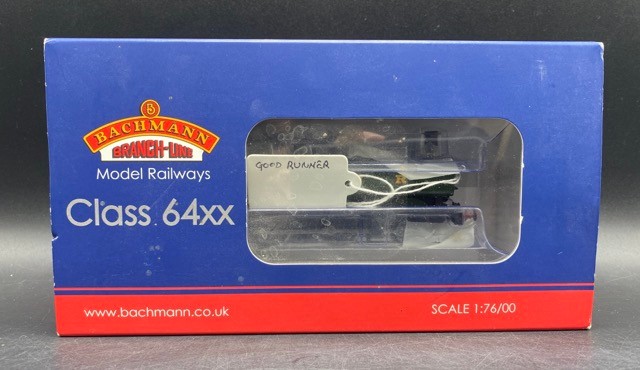 B
BACHMANN
BRANCH-LINE
Model Railways
Class 64xx
GOOD RUNNER
www.bachmann.co.uk
SCALE 1:76/00